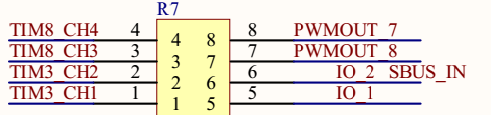 R7
TIM8_CH4 4 4 8 8 PWMOUT_7
TIM8_CH3 3 3 7 7 PWMOUT_8
TIM3_CH2 2 2 6 6 IO_2 SBUS_IN
TIM3_CH1 1 1 5 5 IO_1